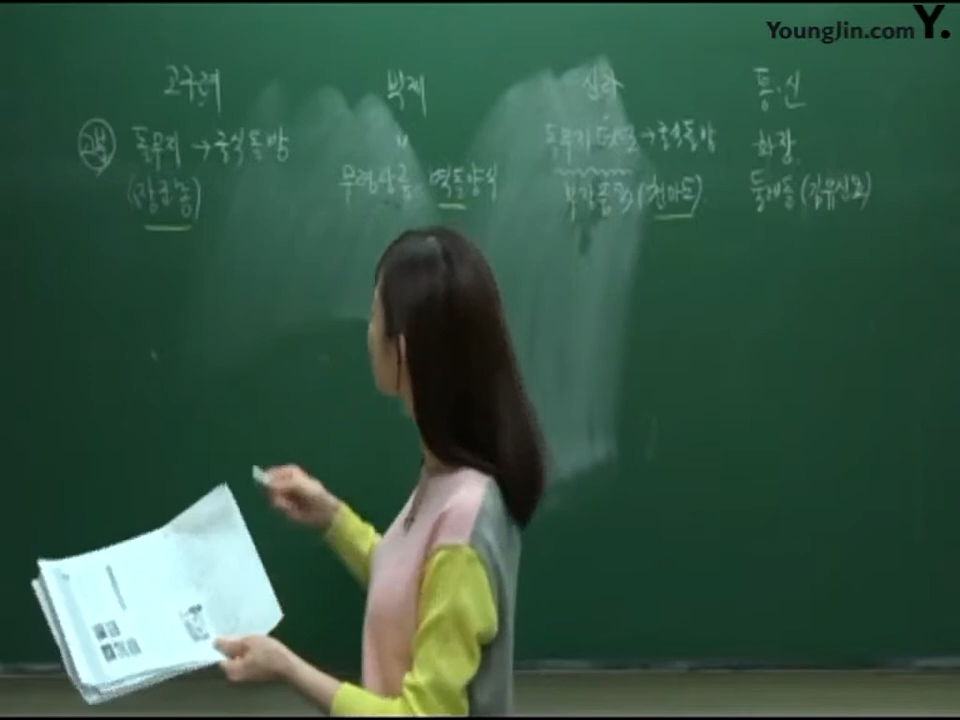 YoungJin.com Y.
고구려 백제 신라 통·신
고분 돌무지 → 굴식돌방 〃 돌무지덧널 → 굴식돌방 화장
(장군총) 무령왕릉 벽돌양식 부장품多 (천마도) 둘레돌 (김유신묘)